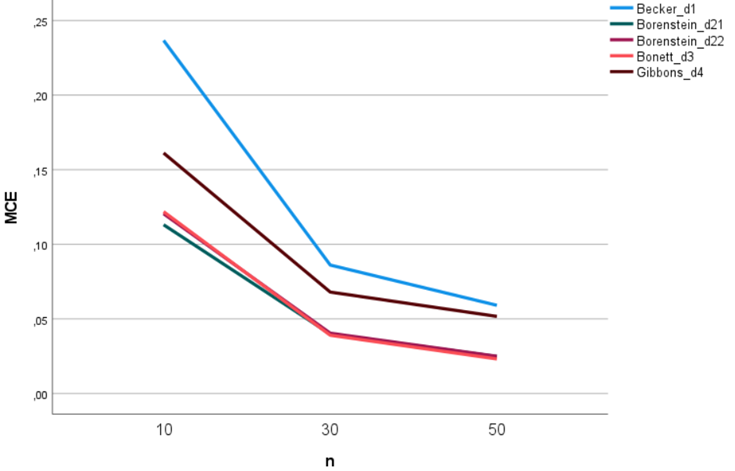 Becker_d1
Borenstein_d21
Borenstein_d22
Bonett_d3
Gibbons_d4
,25
,20
,15
,10
,05
,00
MCE
10 30 50
n